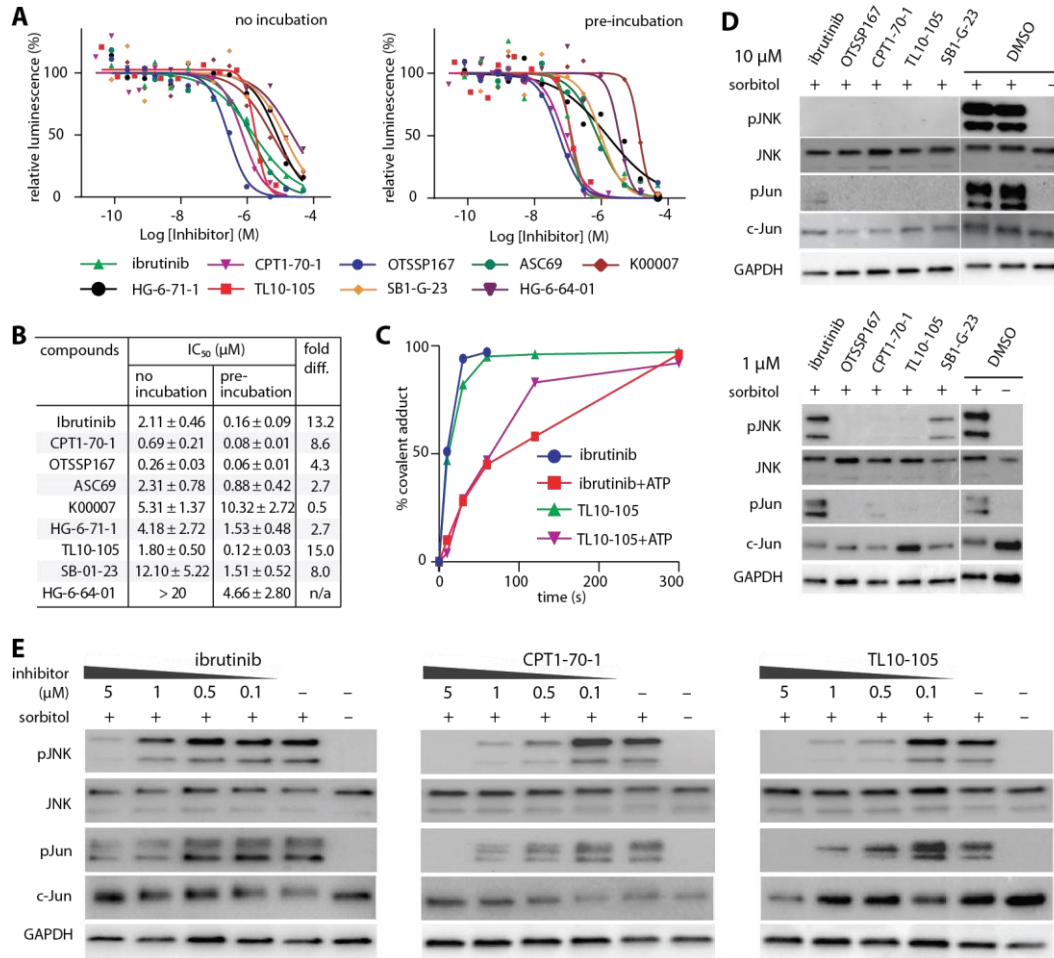 A
no incubation
pre-incubation
relative luminescence (%)
100
50
0
-10
-8
-6
-4
Log [Inhibitor] (M)
relative luminescence (%)
100
50
0
-10
-8
-6
-4
Log [Inhibitor] (M)
ibrutinib CPT1-70-1 OTSSP167 ASC69 K00007
HG-6-71-1 TL10-105 SB1-G-23 HG-6-64-01
B
compounds IC₅₀ (µM) fold diff.
no incubation pre-incubation
Ibrutinib 2.11 ± 0.46 0.16 ± 0.09 13.2
CPT1-70-1 0.69 ± 0.21 0.08 ± 0.01 8.6
OTSSP167 0.26 ± 0.03 0.06 ± 0.01 4.3
ASC69 2.31 ± 0.78 0.88 ± 0.42 2.7
K00007 5.31 ± 1.37 10.32 ± 2.72 0.5
HG-6-71-1 4.18 ± 2.72 1.53 ± 0.48 2.7
TL10-105 1.80 ± 0.50 0.12 ± 0.03 15.0
SB-01-23 12.10 ± 5.22 1.51 ± 0.52 8.0
HG-6-64-01 > 20 4.66 ± 2.80 n/a
C
% covalent adduct
100
50
0
0 100 200 300
time (s)
ibrutinib
ibrutinib+ATP
TL10-105
TL10-105+ATP
D
10 µM
ibrutinib OTSSP167 CPT1-70-1 TL10-105 SB1-G-23 DMSO
sorbitol + + + + + + + –
pJNK
JNK
pJun
c-Jun
GAPDH
1 µM
ibrutinib OTSSP167 CPT1-70-1 TL10-105 SB1-G-23 DMSO
sorbitol + + + + + + –
pJNK
JNK
pJun
c-Jun
GAPDH
E
ibrutinib
CPT1-70-1
TL10-105
inhibitor
(µM) 5 1 0.5 0.1 – – 5 1 0.5 0.1 – – 5 1 0.5 0.1 – –
sorbitol + + + + + – + + + + + – + + + + + –
pJNK
JNK
pJun
c-Jun
GAPDH